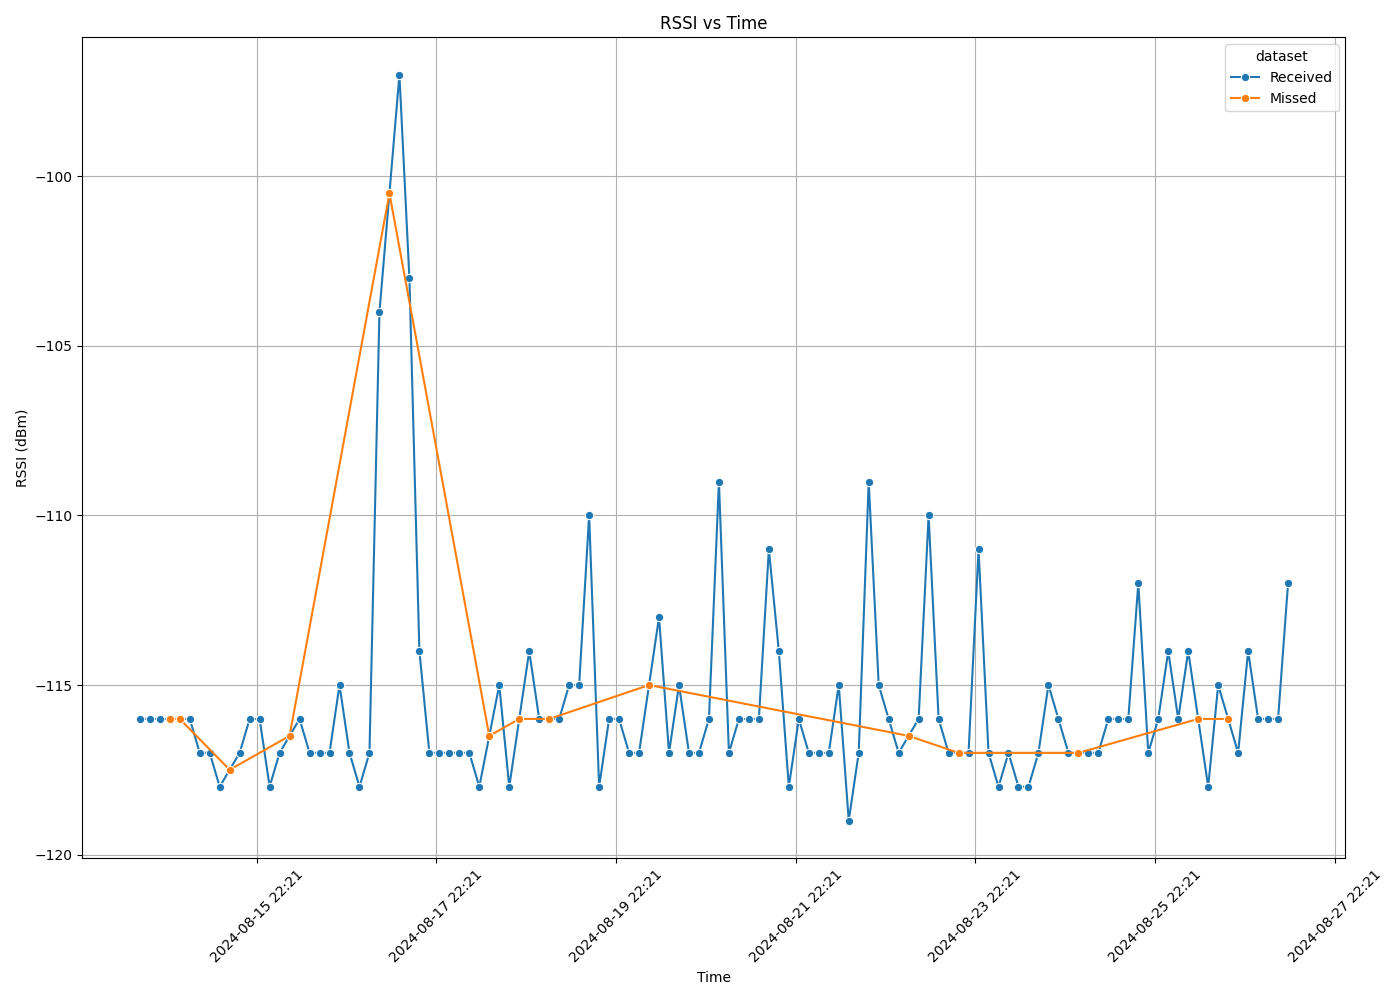 RSSI vs Time
dataset
Received
Missed
−100
−105
−110
−115
−120
RSSI (dBm)
2024-08-15 22:21
2024-08-17 22:21
2024-08-19 22:21
2024-08-21 22:21
2024-08-23 22:21
2024-08-25 22:21
2024-08-27 22:21
Time